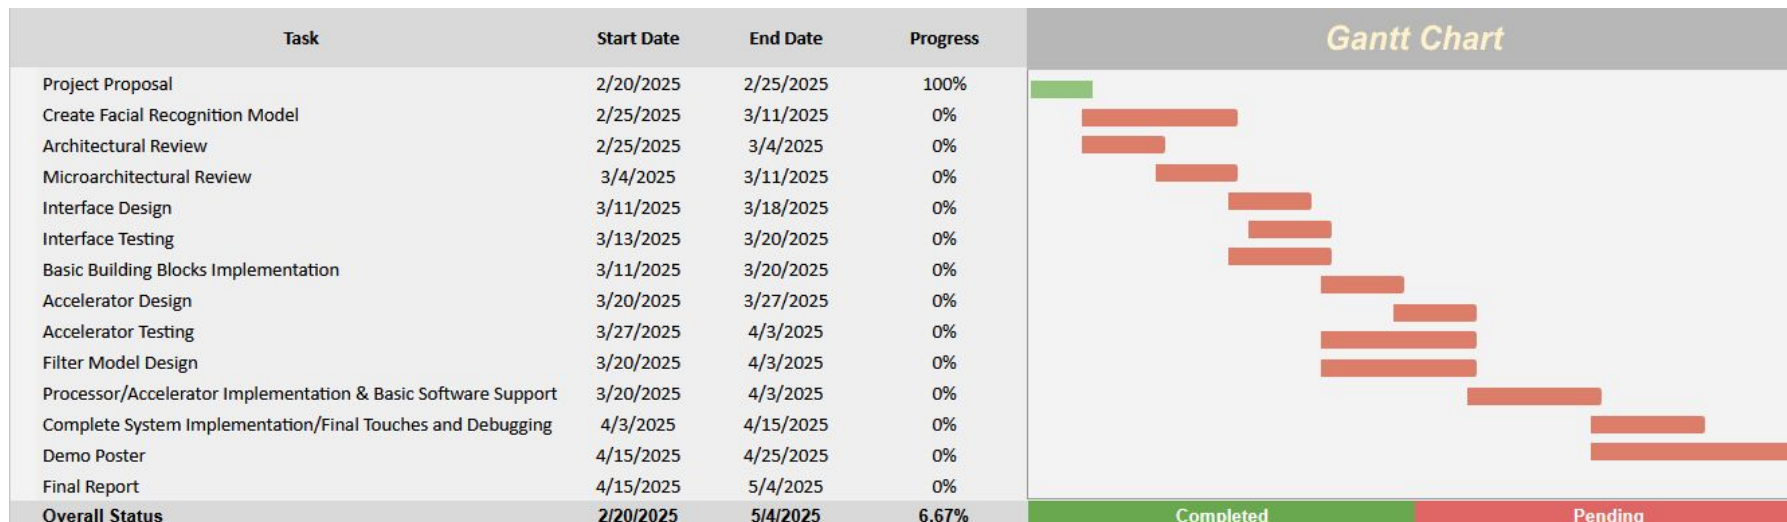 Task Start Date End Date Progress Gantt Chart
Project Proposal 2/20/2025 2/25/2025 100%
Create Facial Recognition Model 2/25/2025 3/11/2025 0%
Architectural Review 2/25/2025 3/4/2025 0%
Microarchitectural Review 3/4/2025 3/11/2025 0%
Interface Design 3/11/2025 3/18/2025 0%
Interface Testing 3/13/2025 3/20/2025 0%
Basic Building Blocks Implementation 3/11/2025 3/20/2025 0%
Accelerator Design 3/20/2025 3/27/2025 0%
Accelerator Testing 3/27/2025 4/3/2025 0%
Filter Model Design 3/20/2025 4/3/2025 0%
Processor/Accelerator Implementation & Basic Software Support 3/20/2025 4/3/2025 0%
Complete System Implementation/Final Touches and Debugging 4/3/2025 4/15/2025 0%
Demo Poster 4/15/2025 4/25/2025 0%
Final Report 4/15/2025 5/4/2025 0%
Overall Status 2/20/2025 5/4/2025 6.67% Completed Pending